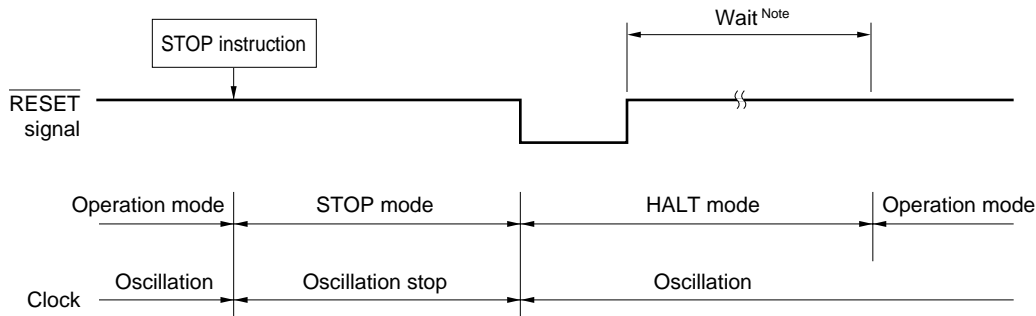 Wait Note
STOP instruction
RESET
signal
Operation mode STOP mode HALT mode Operation mode
Clock Oscillation Oscillation stop Oscillation